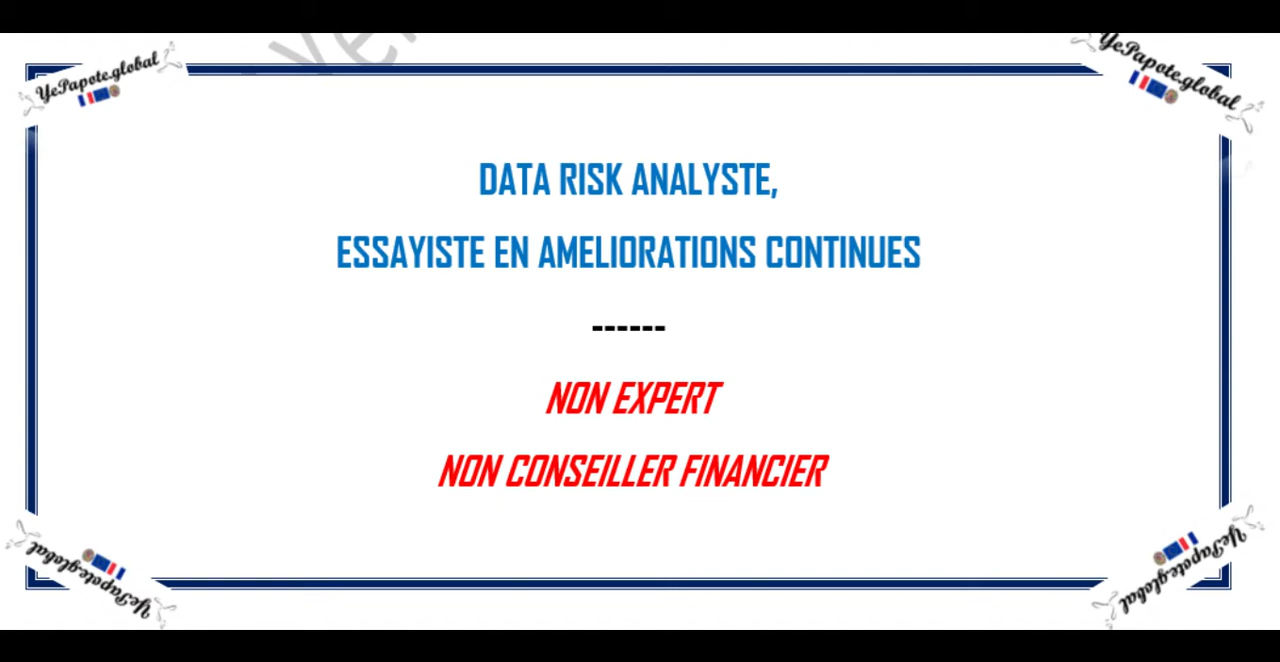 YePapote.global
YePapote.global
DATA RISK ANALYSTE,
ESSAYISTE EN AMELIORATIONS CONTINUES
------
NON EXPERT
NON CONSEILLER FINANCIER
YePapote.global
YePapote.global